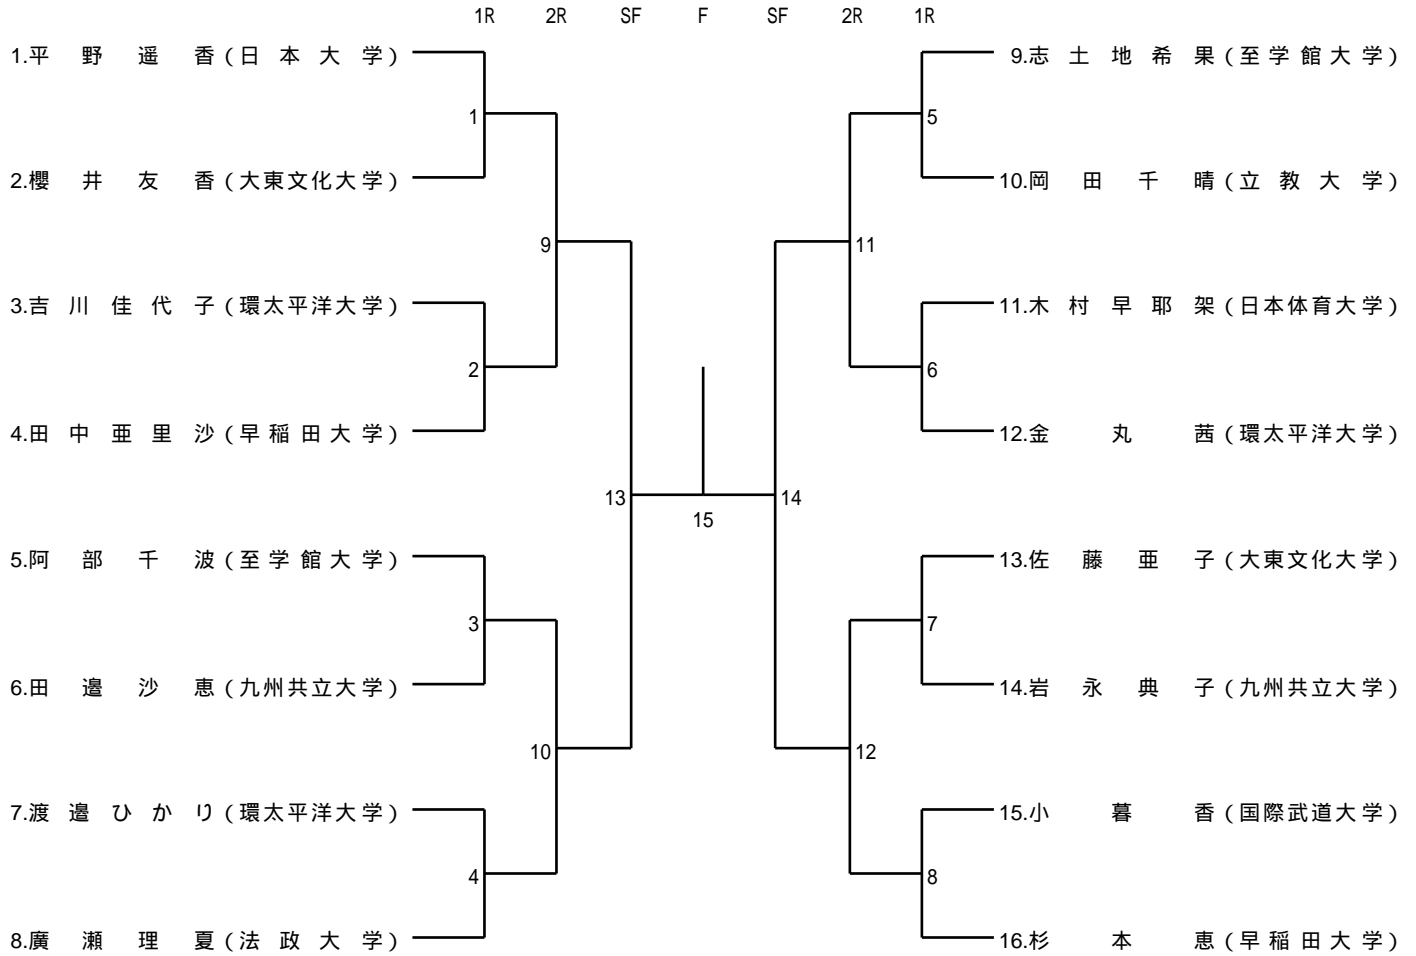 1R 2R SF F SF 2R 1R
1.平野遥香(日本大学)
1
2.櫻井友香(大東文化大学)
9
3.吉川佳代子(環太平洋大学)
2
4.田中亜里沙(早稲田大学)
13
5.阿部千波(至学館大学)
3
6.田邉沙恵(九州共立大学)
10
7.渡邉ひかり(環太平洋大学)
4
8.廣瀬理夏(法政大学)
15
9.志土地希果(至学館大学)
5
10.岡田千晴(立教大学)
11
11.木村早耶架(日本体育大学)
6
12.金丸茜(環太平洋大学)
14
13.佐藤亜子(大東文化大学)
7
14.岩永典子(九州共立大学)
12
15.小暮香(国際武道大学)
8
16.杉本恵(早稲田大学)